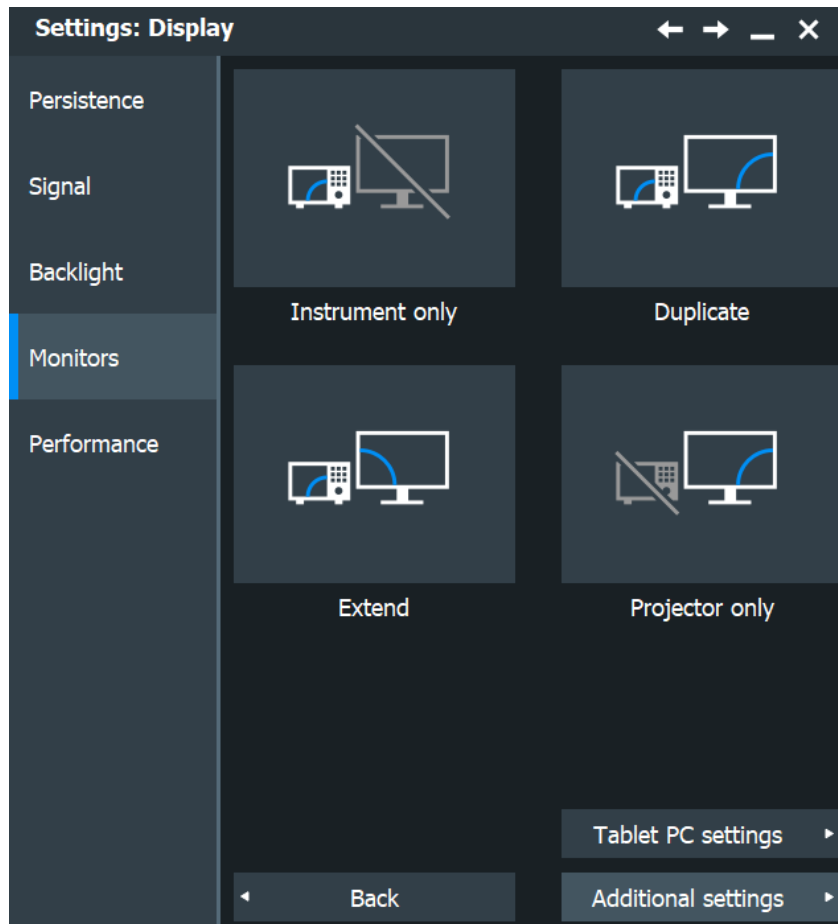 Settings: Display
Persistence
Signal
Backlight
Monitors
Performance
Instrument only
Duplicate
Extend
Projector only
Tablet PC settings
Back
Additional settings